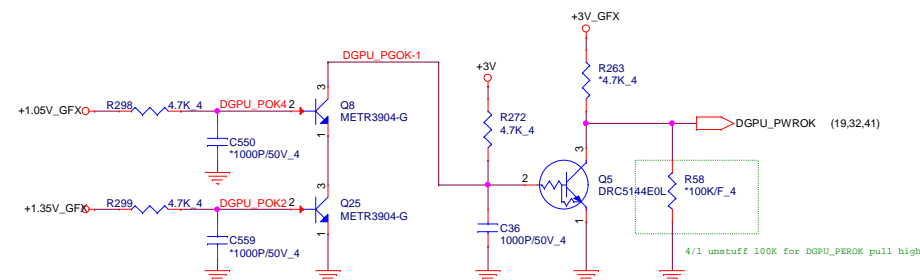 +3V_GFX
DGPU_PGOK-1
+3V
R263
*4.7K_4
+1.05V_GFX
R298
4.7K_4
DGPU_POK4
2
3
1
Q8
METR3904-G
R272
4.7K_4
DGPU_PWROK (19,32,41)
C550
*1000P/50V_4
3
2
1
Q5
DRC5144E0L
R58
*100K/F_4
+1.35V_GFX
R299
4.7K_4
DGPU_POK2
2
3
1
Q25
METR3904-G
C36
1000P/50V_4
C559
*1000P/50V_4
4/1 unstuff 100K for DGPU_PEROK pull high